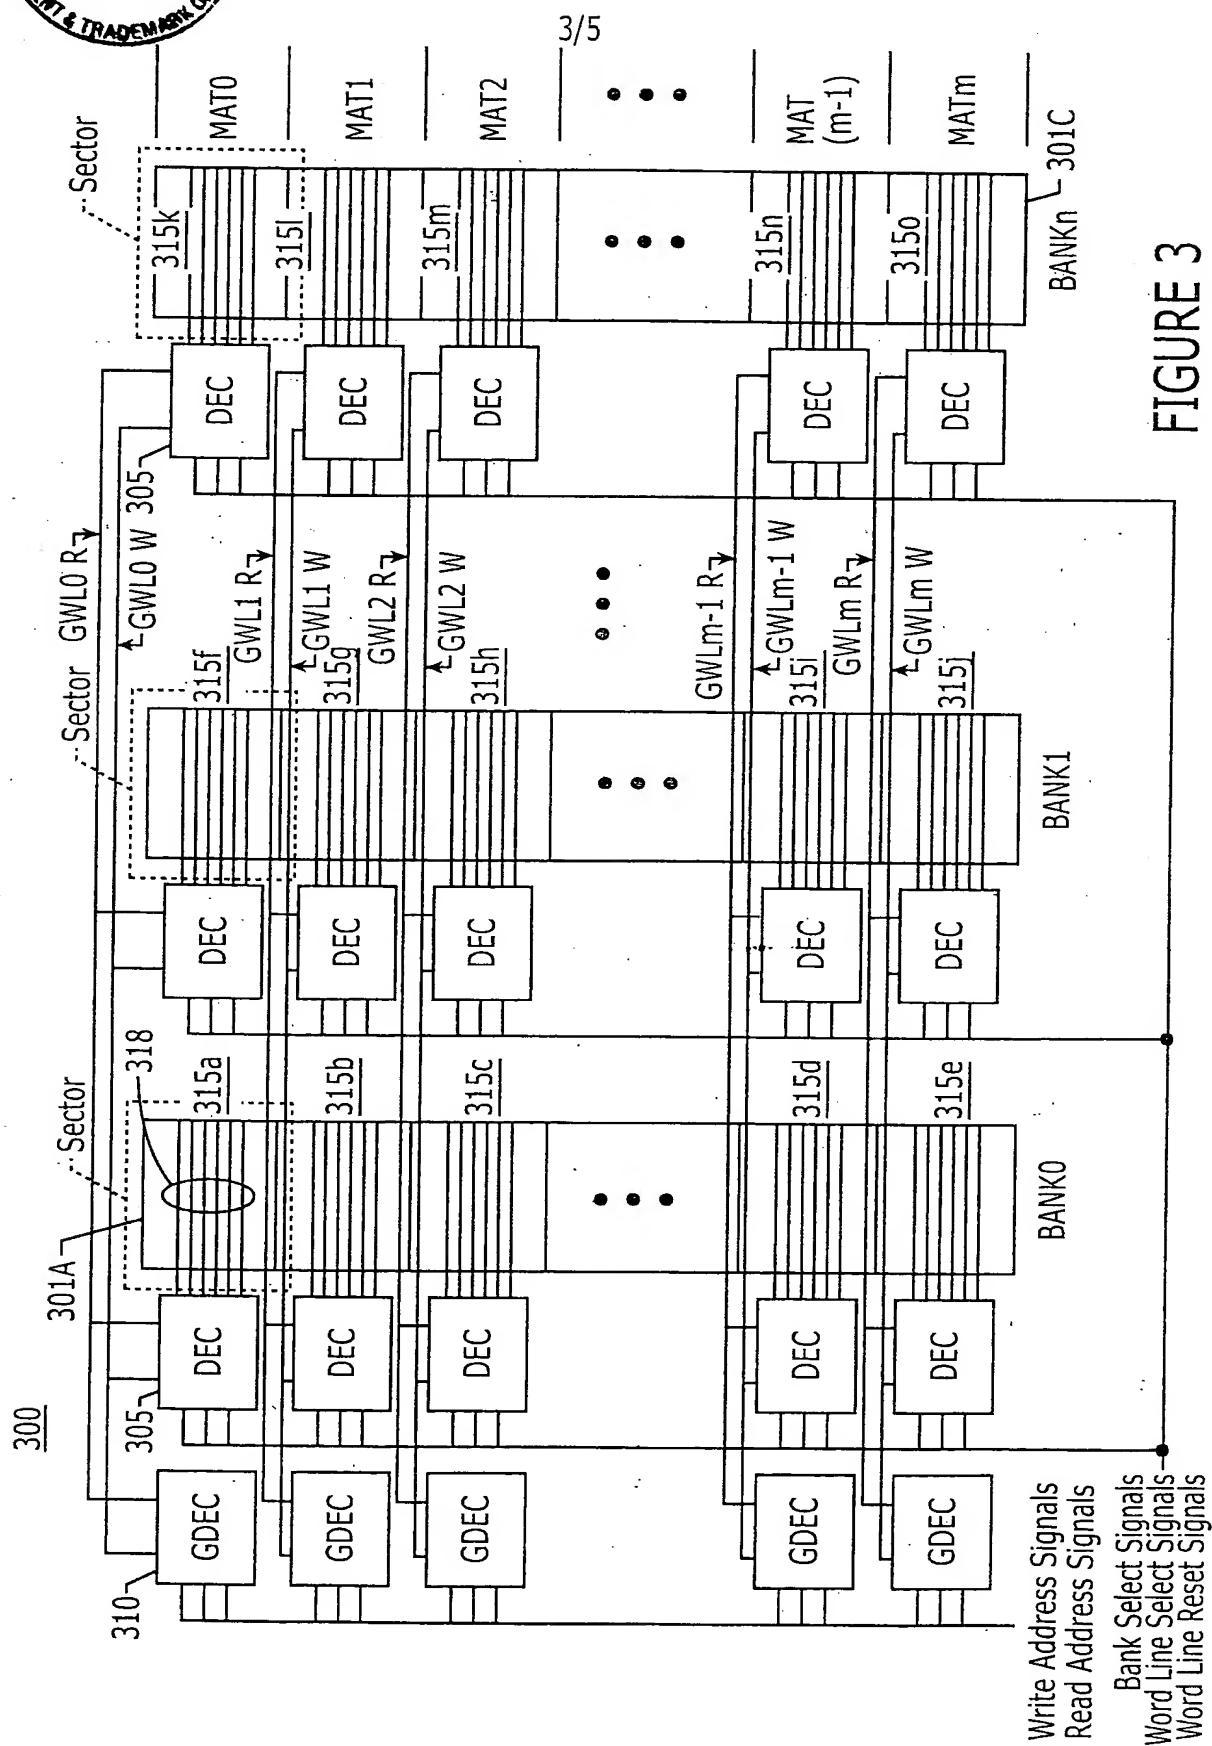 NT & TRADEMARK O
3/5
300
301A
Sector
318
Sector
GWL0 R
GWL0 W
305
Sector
310
305
GDEC
DEC
315a
DEC
315f
DEC
315k
MAT0
GWL1 R
GWL1 W
GDEC
DEC
315b
DEC
315g
DEC
315l
MAT1
GWL2 R
GWL2 W
GDEC
DEC
315c
DEC
315h
DEC
315m
MAT2
GWLm-1 R
GWLm-1 W
GDEC
DEC
315d
DEC
315i
DEC
315n
MAT
(m-1)
GWLm R
GWLm W
GDEC
DEC
315e
DEC
315j
DEC
315o
MATm
301C
BANK0
BANK1
BANKn
Write Address Signals
Read Address Signals
Bank Select Signals
Word Line Select Signals
Word Line Reset Signals
FIGURE 3